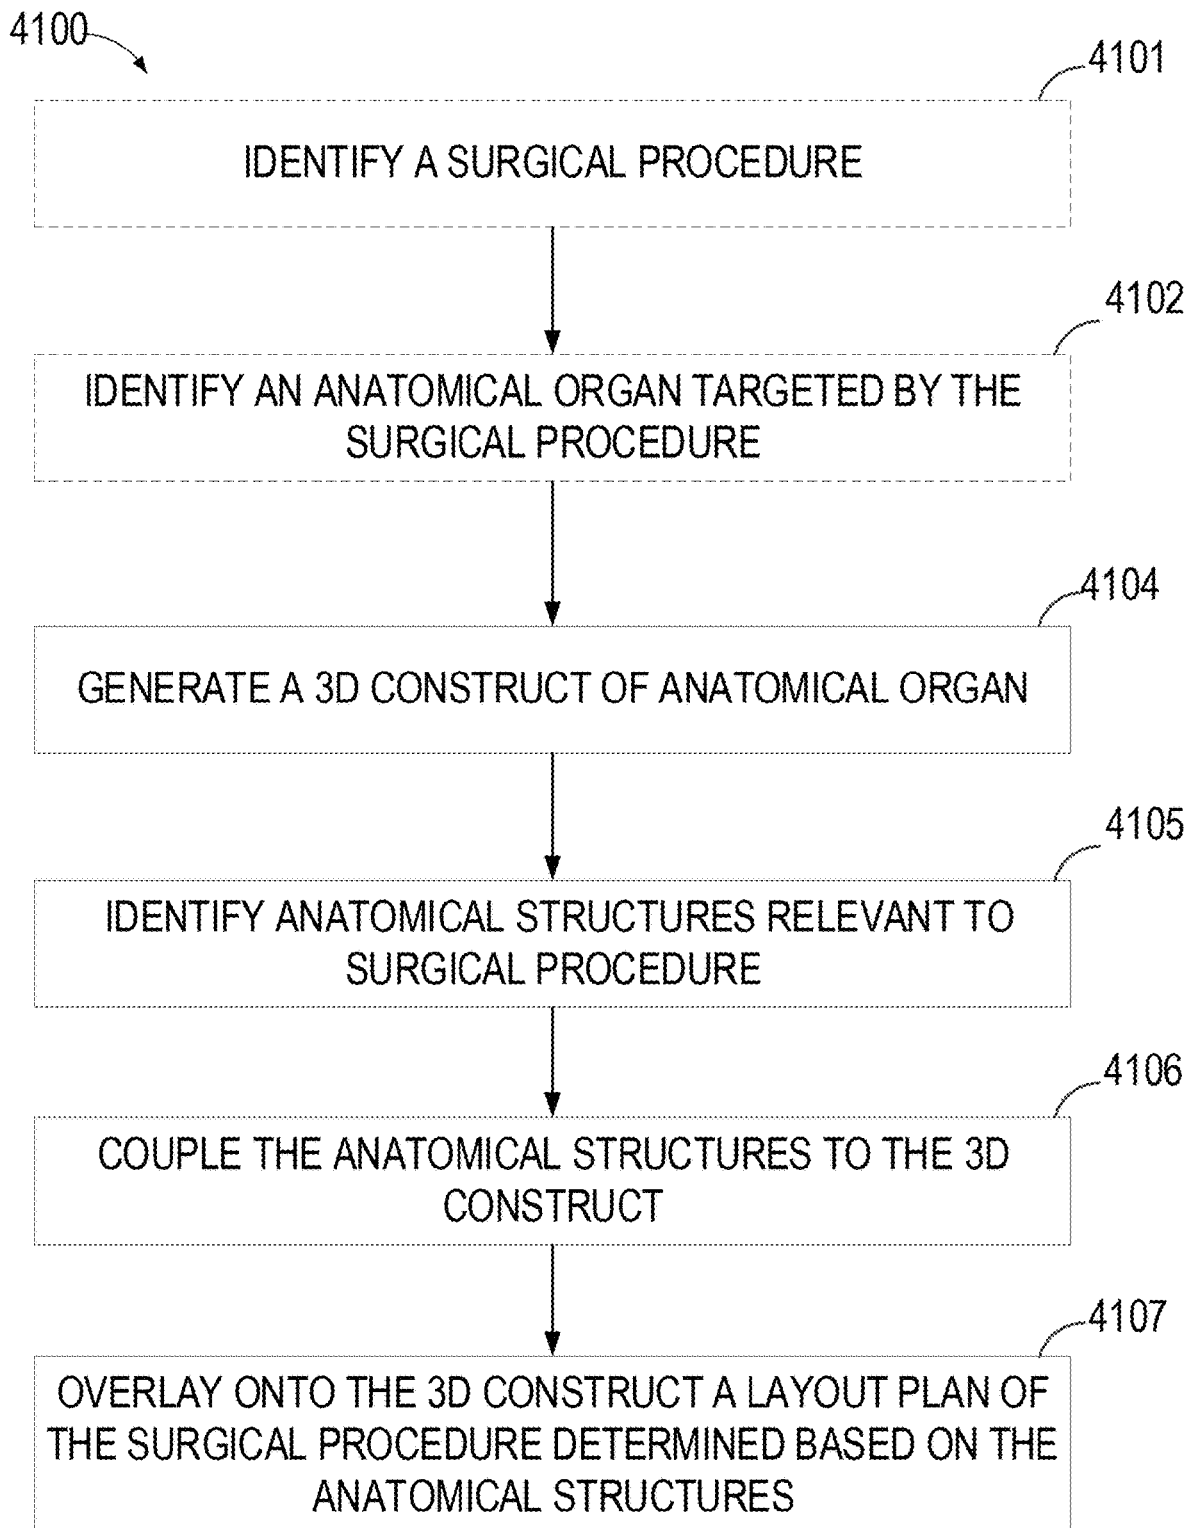 4100
4101
IDENTIFY A SURGICAL PROCEDURE
4102
IDENTIFY AN ANATOMICAL ORGAN TARGETED BY THE
SURGICAL PROCEDURE
4104
GENERATE A 3D CONSTRUCT OF ANATOMICAL ORGAN
4105
IDENTIFY ANATOMICAL STRUCTURES RELEVANT TO
SURGICAL PROCEDURE
4106
COUPLE THE ANATOMICAL STRUCTURES TO THE 3D
CONSTRUCT
4107
OVERLAY ONTO THE 3D CONSTRUCT A LAYOUT PLAN OF
THE SURGICAL PROCEDURE DETERMINED BASED ON THE
ANATOMICAL STRUCTURES